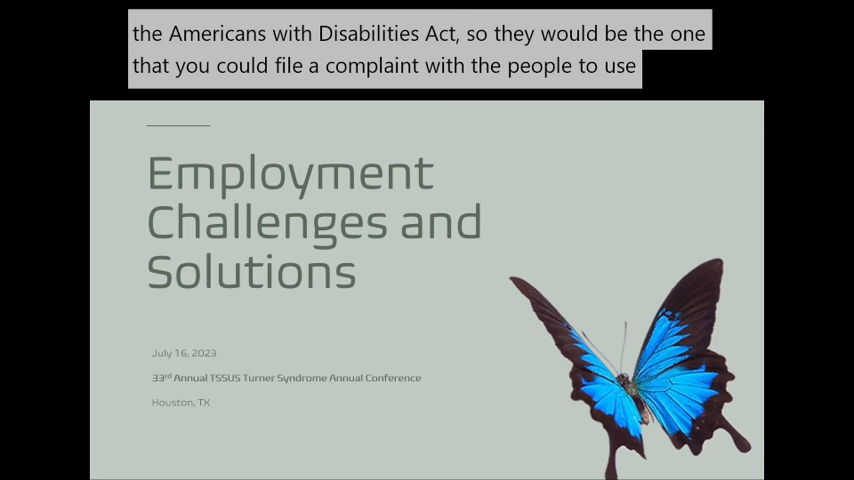 the Americans with Disabilities Act, so they would be the one
that you could file a complaint with the people to use
Employment
Challenges and
Solutions
July 16, 2023
33rd Annual TSSUS Turner Syndrome Annual Conference
Houston, TX